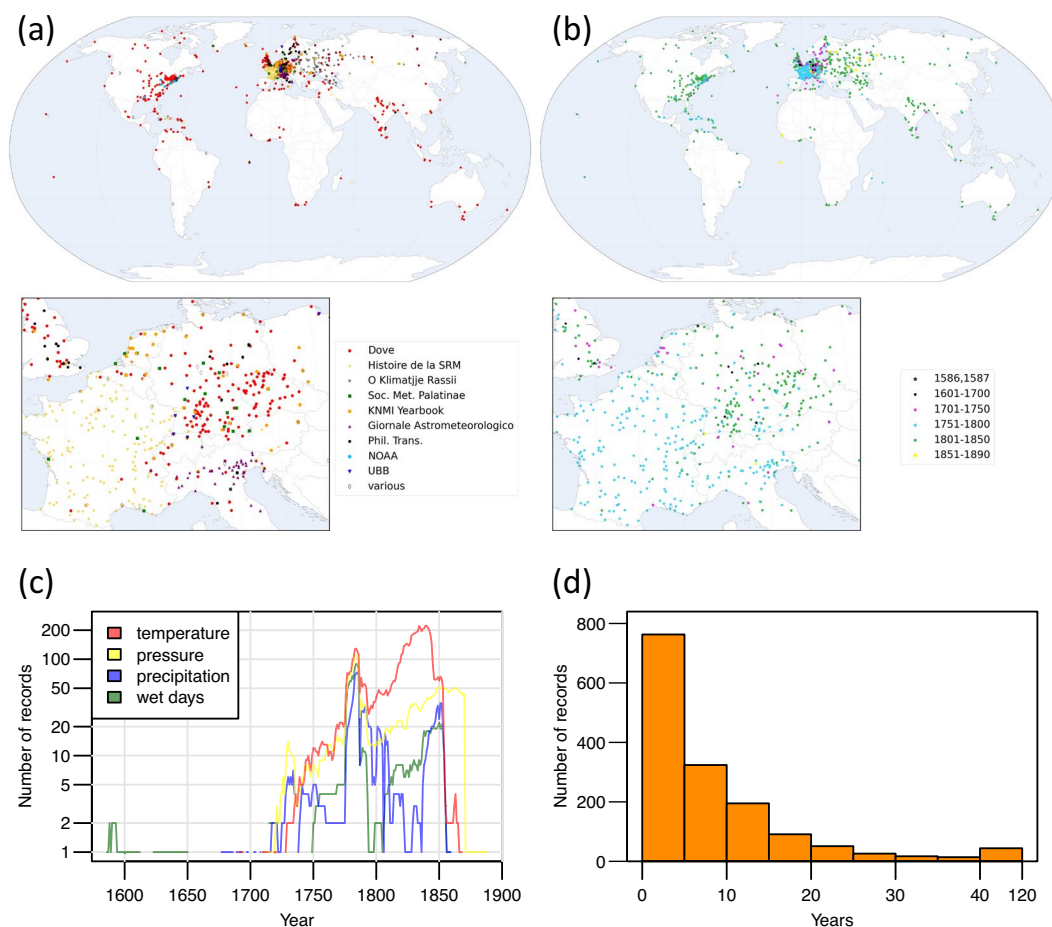 (a)
(b)
Dove
Histoire de la SRM
O Klimatjje Rassii
Soc. Met. Palatinae
KNMI Yearbook
Giornale Astrometeorologico
Phil. Trans.
NOAA
UBB
various
1586,1587
1601-1700
1701-1750
1751-1800
1801-1850
1851-1890
(c)
(d)
temperature
pressure
precipitation
wet days
200
100
50
20
10
5
2
1
Number of records
1600
1650
1700
1750
1800
1850
1900
Year
800
600
400
200
0
Number of records
0
10
20
30
40
120
Years